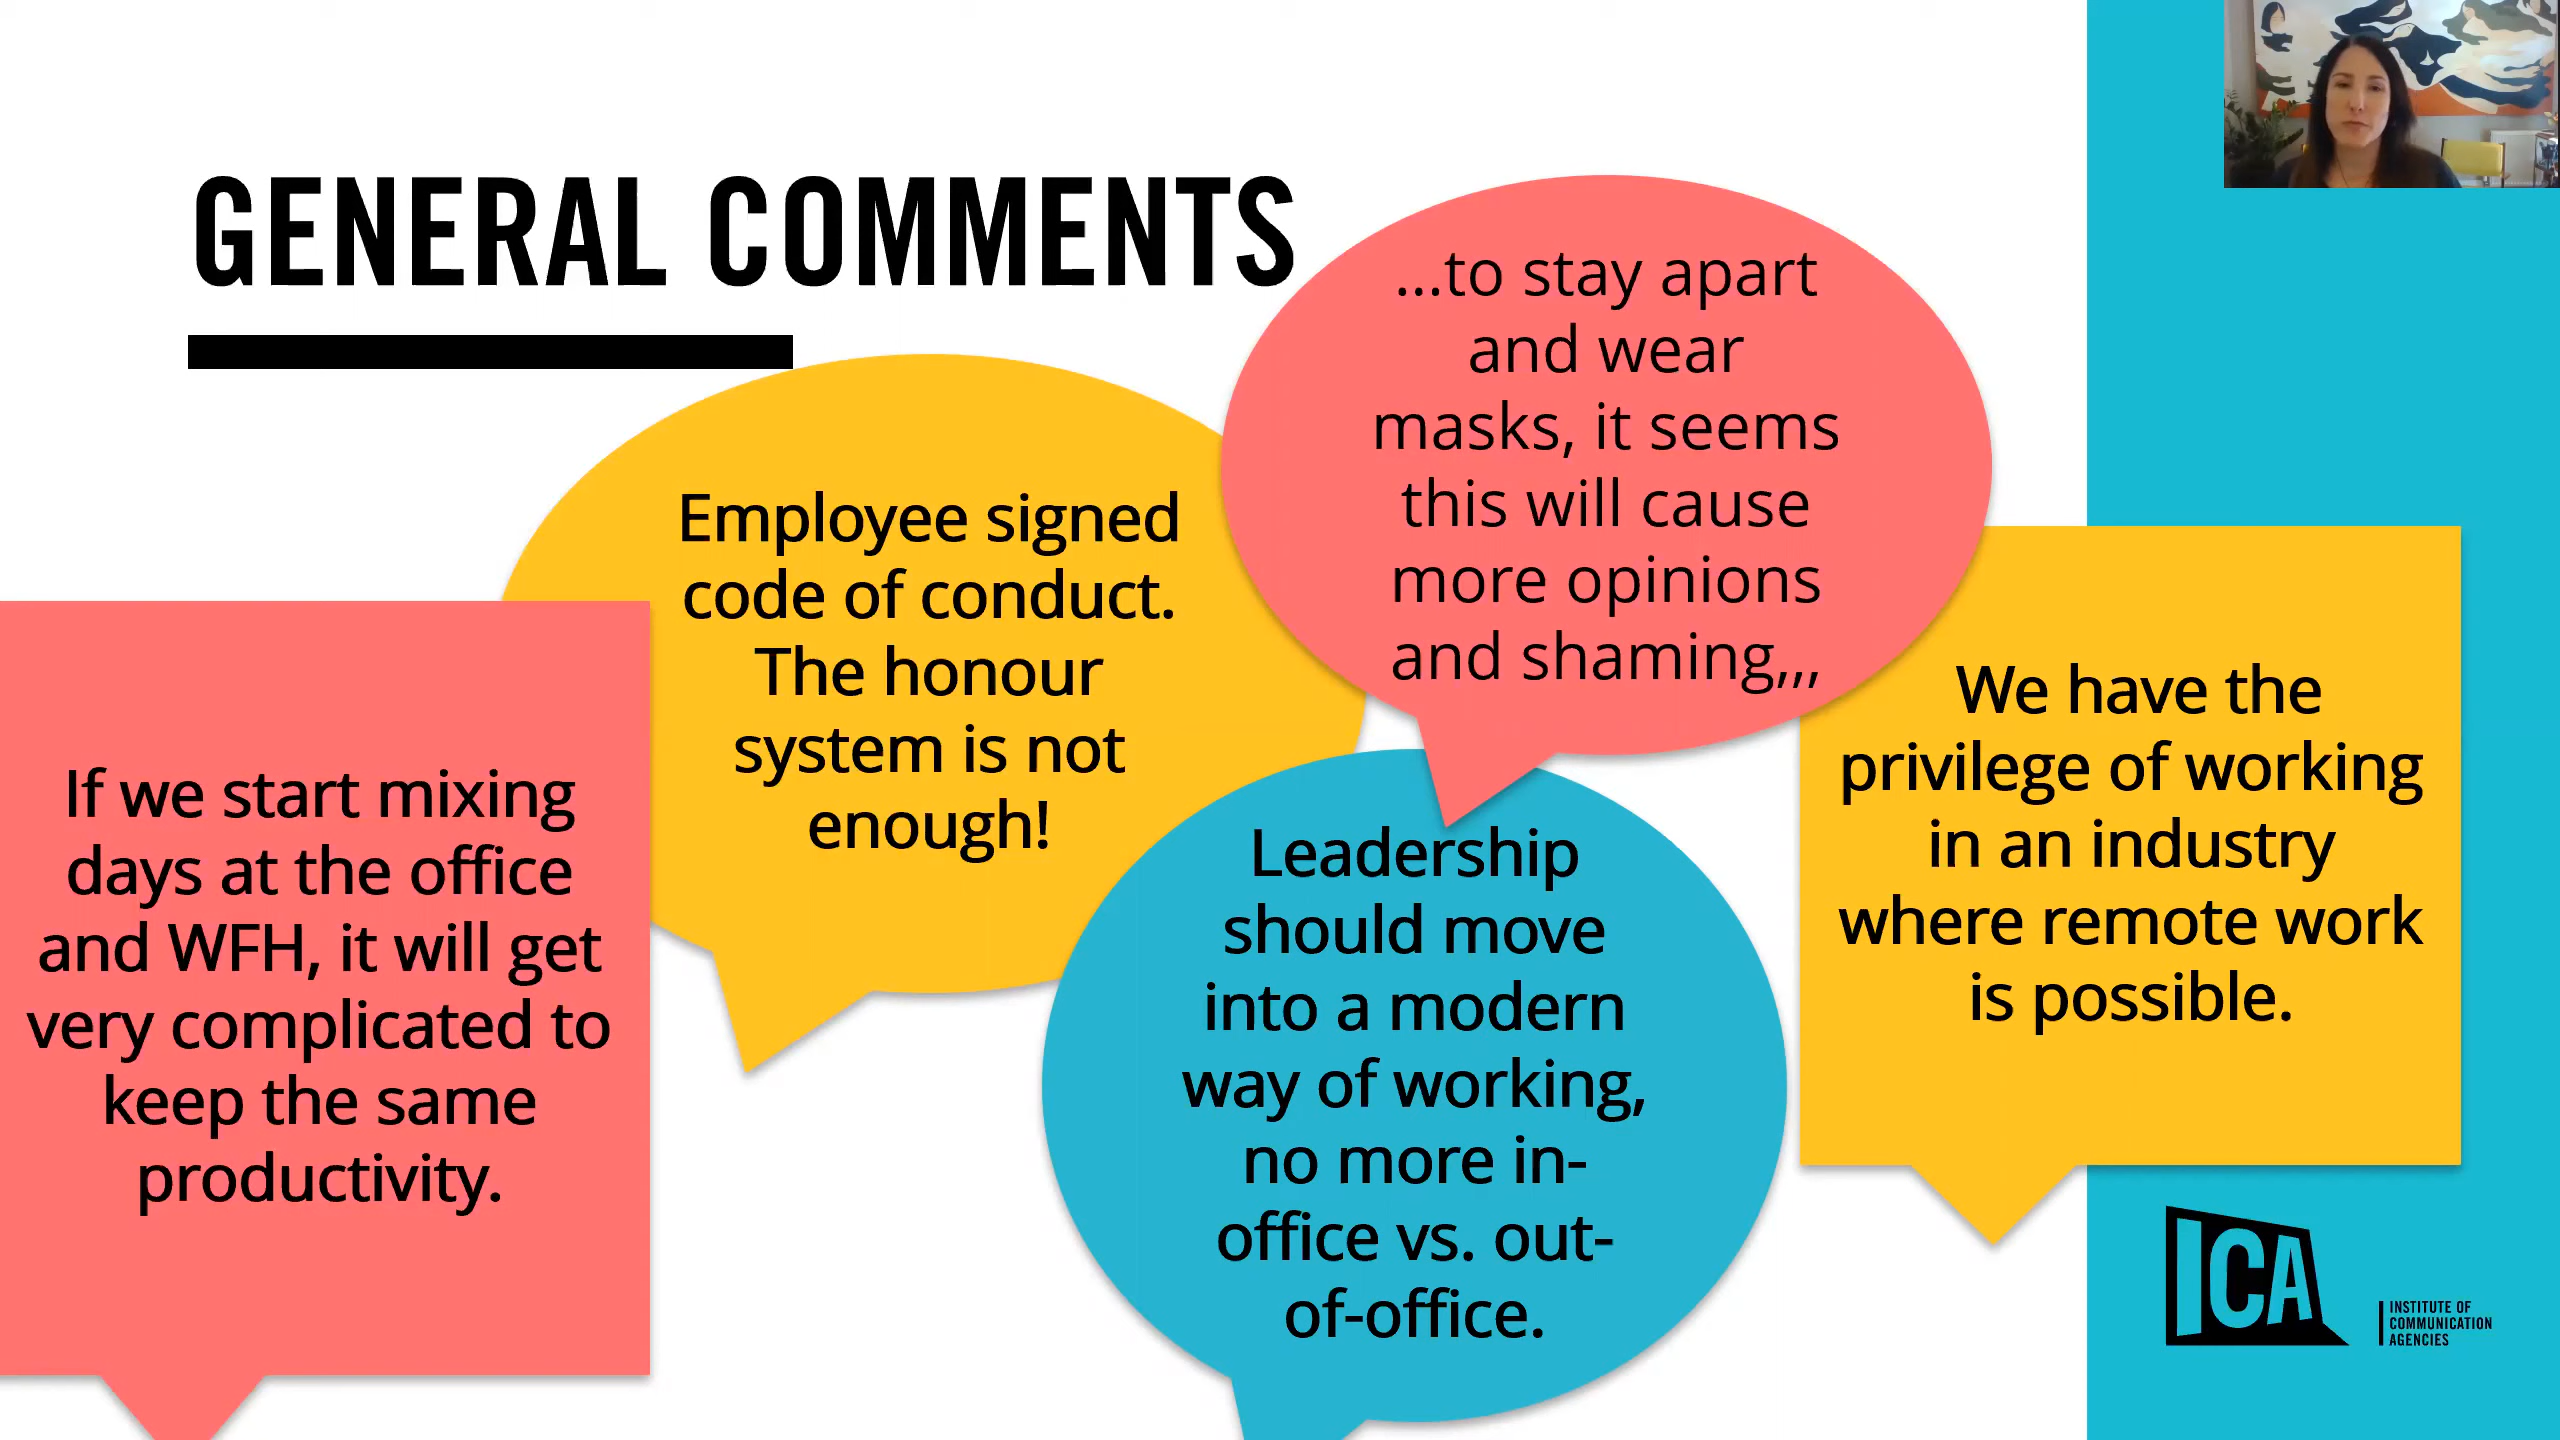 GENERAL COMMENTS
...to stay apart
and wear
masks, it seems
this will cause
more opinions
and shaming,,,
Employee signed
code of conduct.
The honour
system is not
enough!
If we start mixing
days at the office
and WFH, it will get
very complicated to
keep the same
productivity.
Leadership
should move
into a modern
way of working,
no more in-
office vs. out-
of-office.
We have the
privilege of working
in an industry
where remote work
is possible.
ICA
INSTITUTE OF
COMMUNICATION
AGENCIES